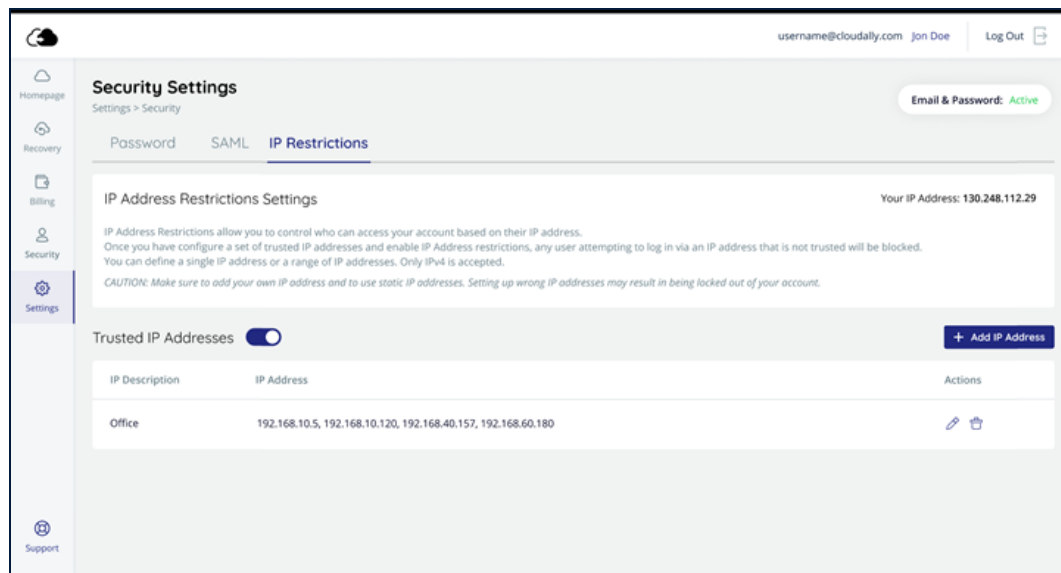 username@cloudally.com Jon Doe Log Out
Homepage
Recovery
Billing
Security
Settings
Support
Security Settings
Settings > Security
Email & Password: Active
Password SAML IP Restrictions
IP Address Restrictions Settings
Your IP Address: 130.248.112.29
IP Address Restrictions allow you to control who can access your account based on their IP address.
Once you have configure a set of trusted IP addresses and enable IP Address restrictions, any user attempting to log in via an IP address that is not trusted will be blocked.
You can define a single IP address or a range of IP addresses. Only IPv4 is accepted.
CAUTION: Make sure to add your own IP address and to use static IP addresses. Setting up wrong IP addresses may result in being locked out of your account.
Trusted IP Addresses
+ Add IP Address
IP Description IP Address Actions
Office 192.168.10.5, 192.168.10.120, 192.168.40.157, 192.168.60.180